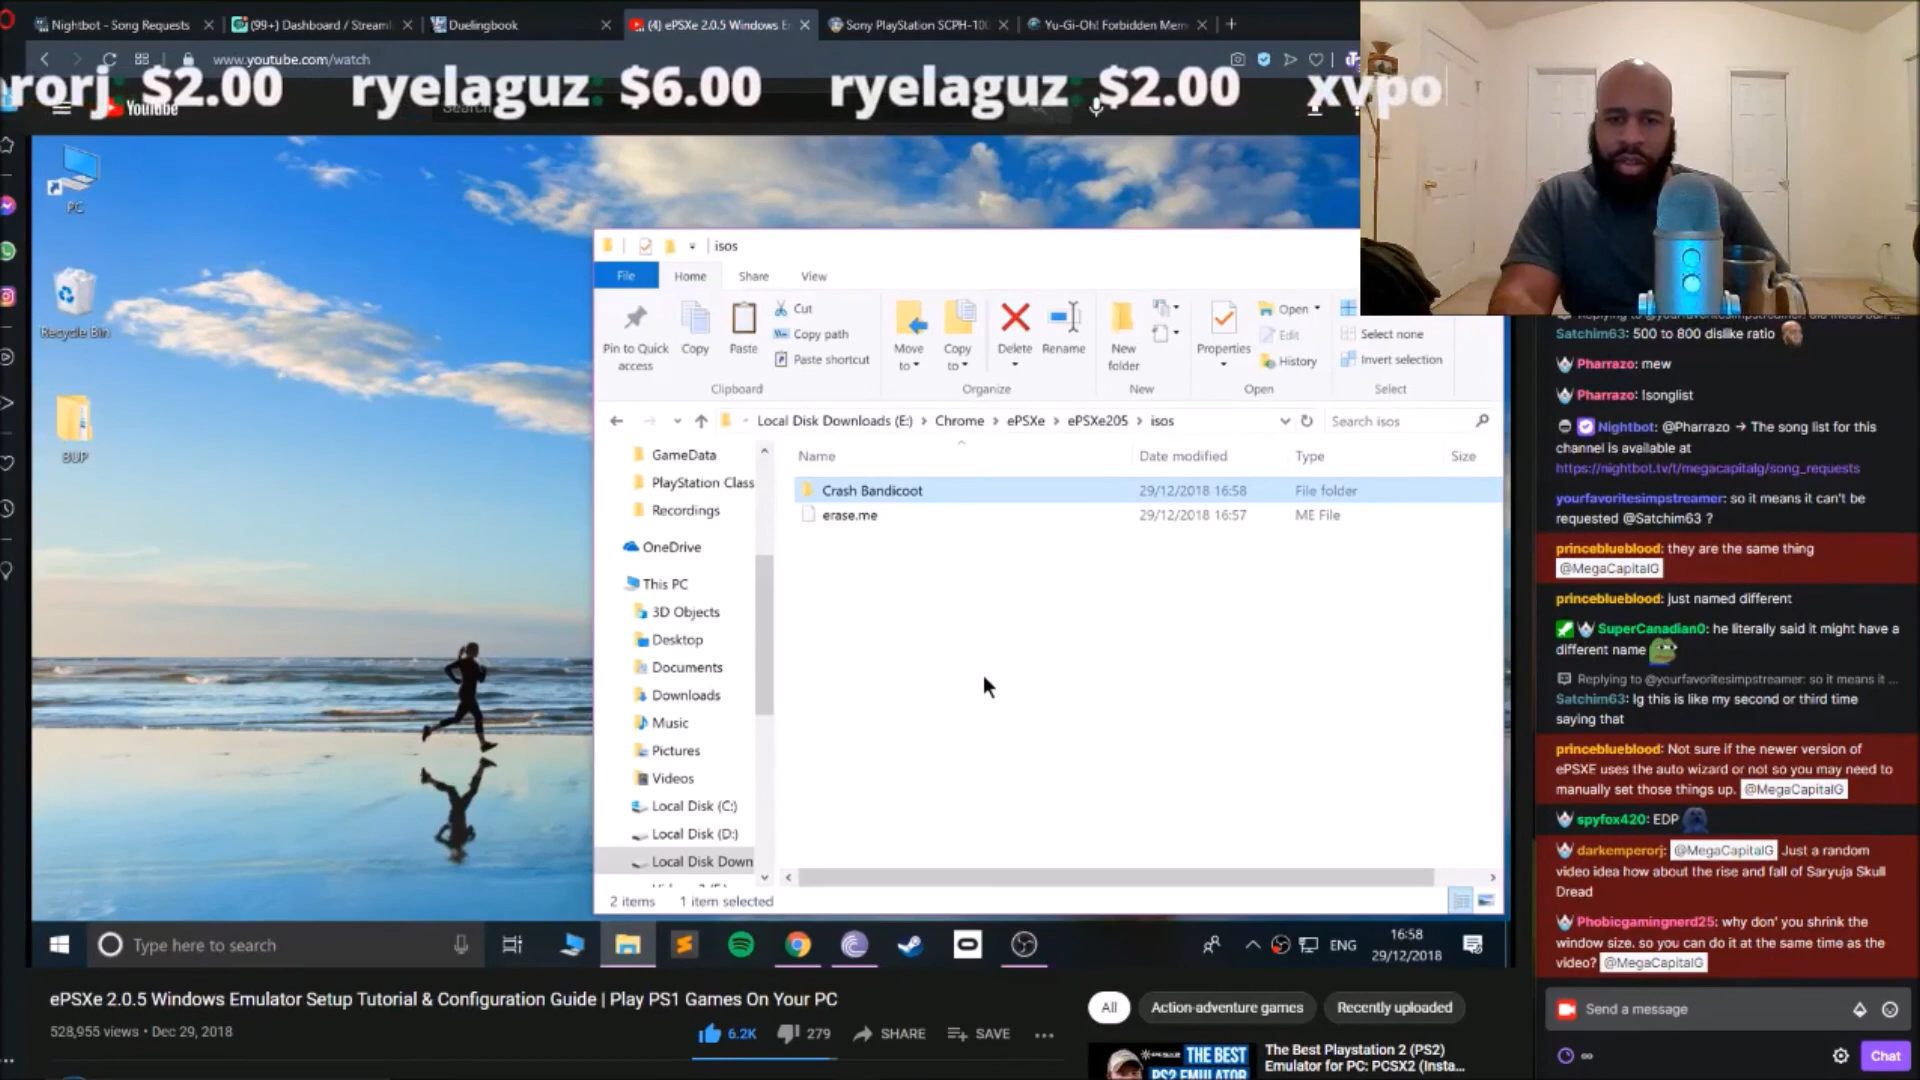 Nightbot - Song Requests
(99+) Dashboard / Streaml
Duelingbook
(4) ePSXe 2.0.5 Windows E
Sony PlayStation SCPH-100
Yu-Gi-Oh! Forbidden Mem
www.youtube.com/watch
rorj: $2.00 ryelaguz: $6.00 ryelaguz: $2.00 xvpo
YouTube
Search
PC
Recycle Bin
BUP
isos
File
Home
Share
View
Pin to Quick access
Copy
Paste
Cut
Copy path
Paste shortcut
Move to
Copy to
Delete
Rename
New folder
Properties
Open
Edit
History
Select none
Invert selection
Clipboard
Organize
New
Open
Select
Local Disk Downloads (E:) > Chrome > ePSXe > ePSXe205 > isos
Search isos
Name
Date modified
Type
Size
Crash Bandicoot 29/12/2018 16:58 File folder
erase.me 29/12/2018 16:57 ME File
GameData
PlayStation Class
Recordings
OneDrive
This PC
3D Objects
Desktop
Documents
Downloads
Music
Pictures
Videos
Local Disk (C:)
Local Disk (D:)
Local Disk Down
2 items 1 item selected
Type here to search
ENG
16:58
29/12/2018
ePSXe 2.0.5 Windows Emulator Setup Tutorial & Configuration Guide | Play PS1 Games On Your PC
528,955 views • Dec 29, 2018
6.2K
279
SHARE
SAVE
All
Action-adventure games
Recently uploaded
THE BEST
PS2 EMULATOR
The Best Playstation 2 (PS2)
Emulator for PC: PCSX2 (Insta...
Satchim63: 500 to 800 dislike ratio
Pharrazo: mew
Pharrazo: !songlist
Nightbot: @Pharrazo → The song list for this
channel is available at
https://nightbot.tv/t/megacapitalg/song_requests
yourfavoritesimpstreamer: so it means it can't be
requested @Satchim63 ?
princeblueblood: they are the same thing
@MegaCapitalG
princeblueblood: just named different
SuperCanadian0: he literally said it might have a
different name
Replying to @yourfavoritesimpstreamer: so it means it ...
Satchim63: Ig this is like my second or third time
saying that
princeblueblood: Not sure if the newer version of
ePSXE uses the auto wizard or not so you may need to
manually set those things up. @MegaCapitalG
spyfox420: EDP
darkemperorj: @MegaCapitalG Just a random
video idea how about the rise and fall of Saryuja Skull
Dread
Phobicgamingnerd25: why don' you shrink the
window size. so you can do it at the same time as the
video? @MegaCapitalG
Send a message
Chat